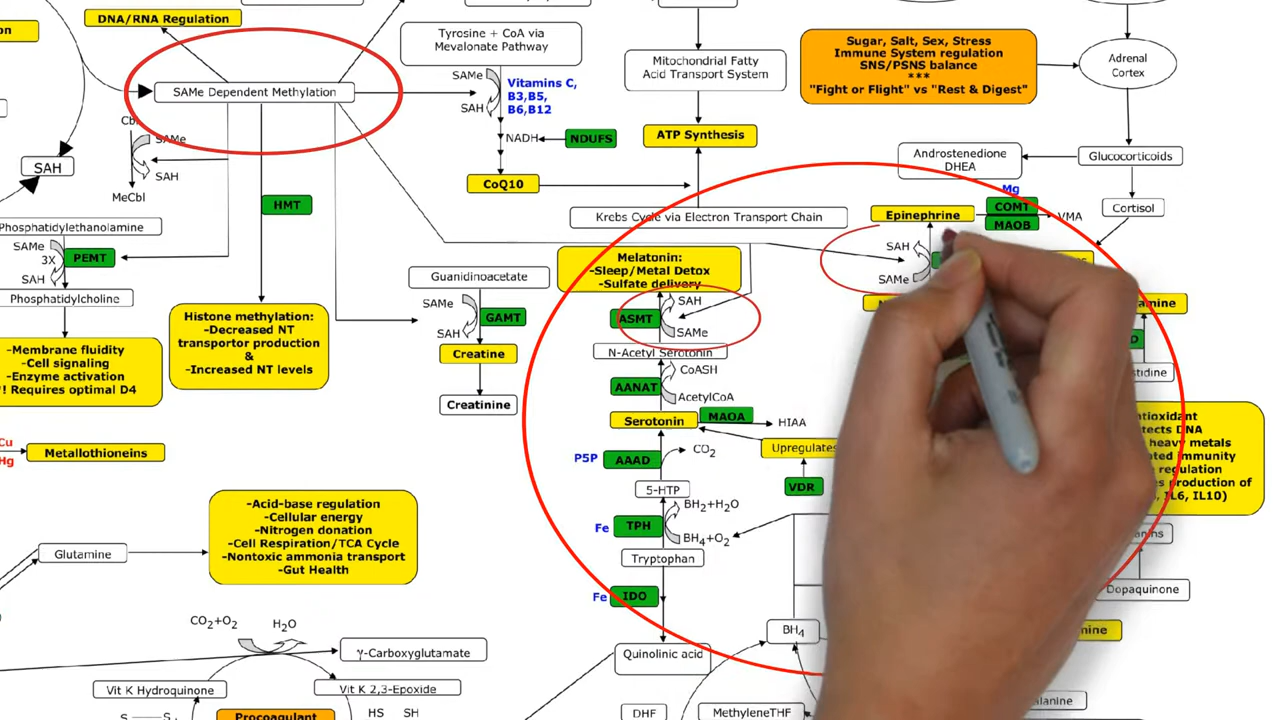 DNA/RNA Regulation
Tyrosine + CoA via
Mevalonate Pathway
Mitochondrial Fatty
Acid Transport System
Sugar, Salt, Sex, Stress
Immune System regulation
SNS/PSNS balance
***
"Fight or Flight" vs "Rest & Digest"
Adrenal
Cortex
SAMe Dependent Methylation
SAMe
SAH
Vitamins C,
B3,B5,
B6,B12
NADH
NDUFS
ATP Synthesis
CoQ10
Androstenedione
DHEA
Glucocorticoids
SAH
SAMe
SAH
MeCbl
HMT
Krebs Cycle via Electron Transport Chain
Mg
Epinephrine
COMT
MAOB
VMA
Cortisol
Phosphatidylethanolamine
SAMe
3X
SAH
PEMT
Phosphatidylcholine
Guanidinoacetate
SAMe
SAH
GAMT
Creatine
Creatinine
Melatonin:
-Sleep/Metal Detox
-Sulfate delivery
SAH
SAMe
ASMT
SAH
SAMe
N-Acetyl Serotonin
CoASH
AANAT
AcetylCoA
Serotonin
MAOA
HIAA
Upregulates
VDR
P5P
AAAD
CO2
5-HTP
BH2+H2O
Fe
TPH
BH4+O2
Tryptophan
Fe
IDO
Quinolinic acid
BH4
Histone methylation:
-Decreased NT
transportor production
&
-Increased NT levels
-Membrane fluidity
-Cell signaling
-Enzyme activation
! Requires optimal D4
Cu
Hg
Metallothioneins
Glutamine
-Acid-base regulation
-Cellular energy
-Nitrogen donation
-Cell Respiration/TCA Cycle
-Nontoxic ammonia transport
-Gut Health
CO2+O2
H2O
γ-Carboxyglutamate
Vit K Hydroquinone
Vit K 2,3-Epoxide
Procoagulant
S
S
HS
SH
DHF
MethyleneTHF
Dopaquinone